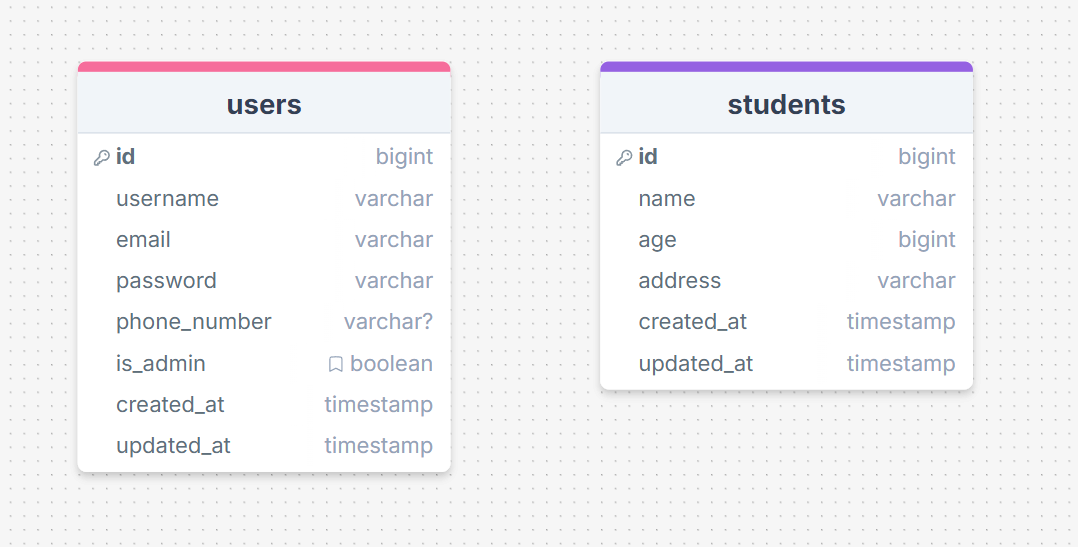 users
id bigint
username varchar
email varchar
password varchar
phone_number varchar?
is_admin boolean
created_at timestamp
updated_at timestamp
students
id bigint
name varchar
age bigint
address varchar
created_at timestamp
updated_at timestamp